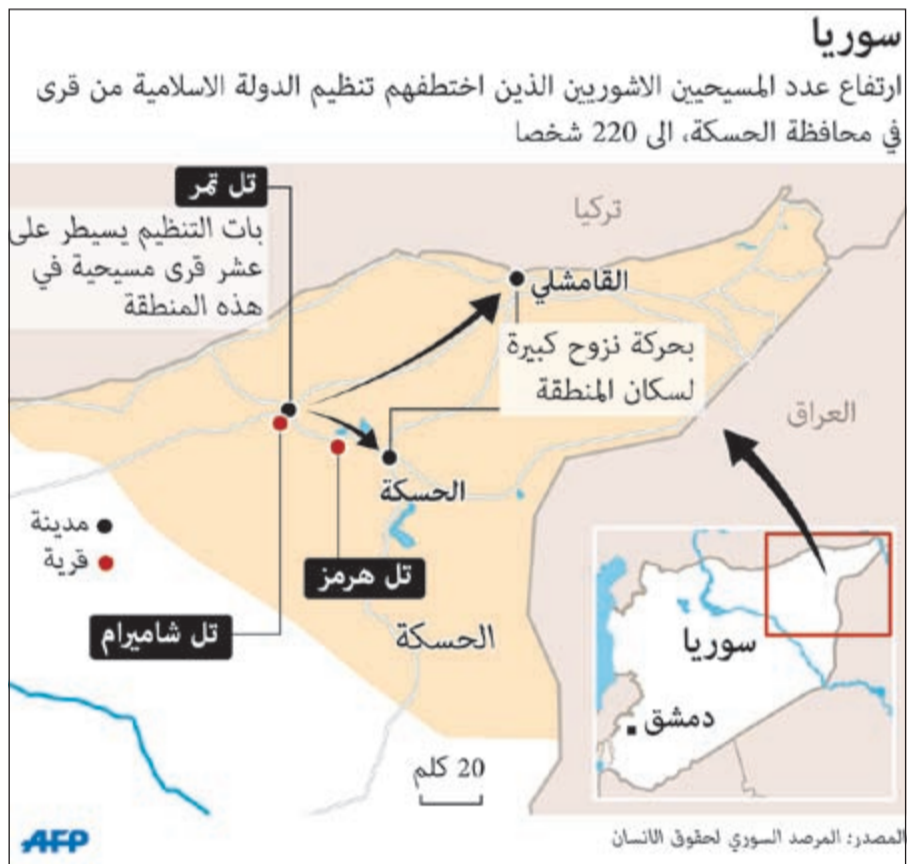 سوريا
ارتفاع عدد المسيحيين الاشوريين الذين اختطفهم تنظيم الدولة الاسلامية من قرى
في محافظة الحسكة، الى 220 شخصا
تل تمر
بات التنظيم يسيطر على
عشر قرى مسيحية في
هذه المنطقة
تركيا
القامشلي
بحركة نزوح كبيرة
لسكان المنطقة
العراق
الحسكة
مدينة
قرية
تل هرمز
تل شاميرام
الحسكة
سوريا
دمشق
20 كلم
المصدر: المرصد السوري لحقوق الانسان
AFP